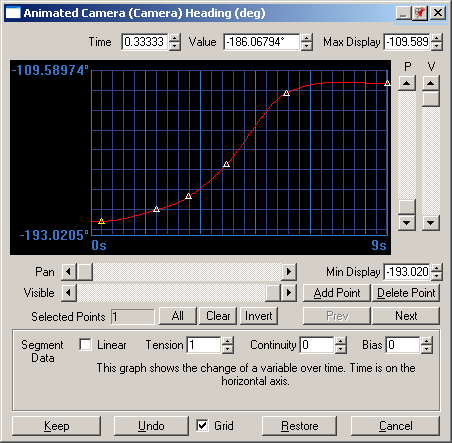 Animated Camera (Camera) Heading (deg)
Time 0.33333 Value -186.06794° Max Display -109.589
-109.58974° P V
-193.0205°
0s 9s
Pan Min Display -193.020
Visible Add Point Delete Point
Selected Points 1 All Clear Invert Prev Next
Segment Data Linear Tension 1 Continuity 0 Bias 0
This graph shows the change of a variable over time. Time is on the
horizontal axis.
Keep Undo Grid Restore Cancel